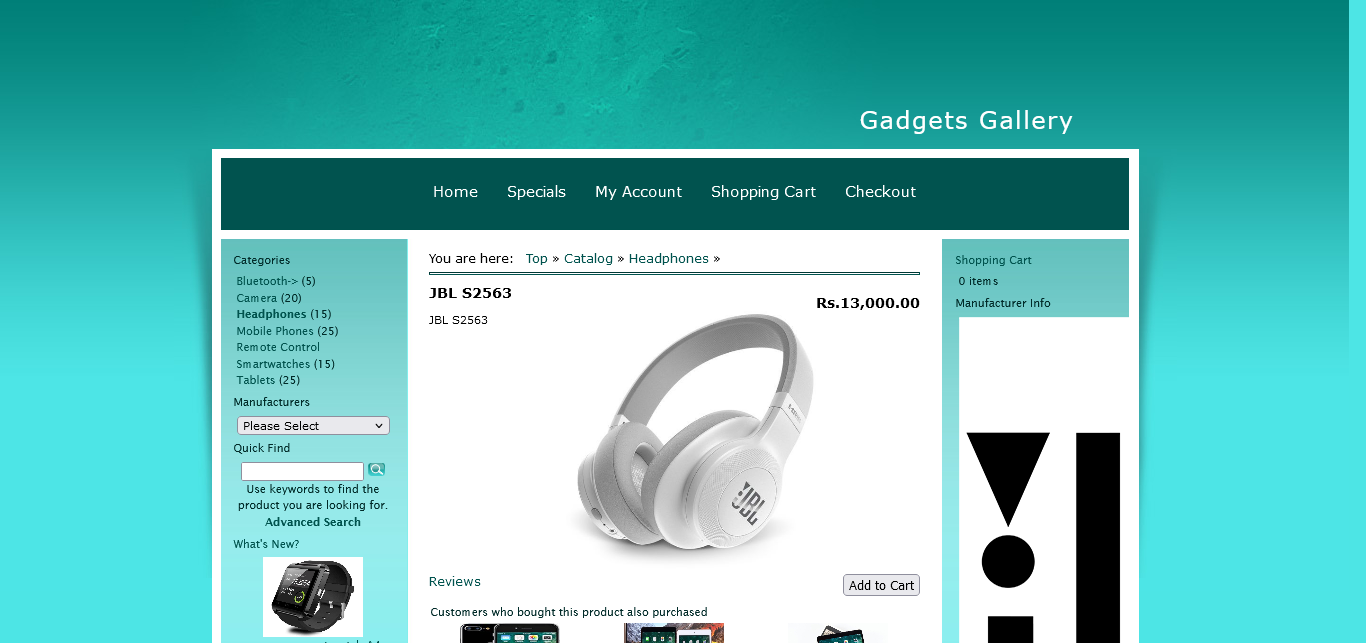 Gadgets Gallery
Home Specials My Account Shopping Cart Checkout
Categories
Bluetooth-> (5)
Camera (20)
Headphones (15)
Mobile Phones (25)
Remote Control
Smartwatches (15)
Tablets (25)
Manufacturers
Please Select
Quick Find
Use keywords to find the
product you are looking for.
Advanced Search
What's New?
You are here: Top » Catalog » Headphones »
JBL S2563
Rs.13,000.00
JBL S2563
JBL
Reviews
Add to Cart
Customers who bought this product also purchased
Shopping Cart
0 items
Manufacturer Info